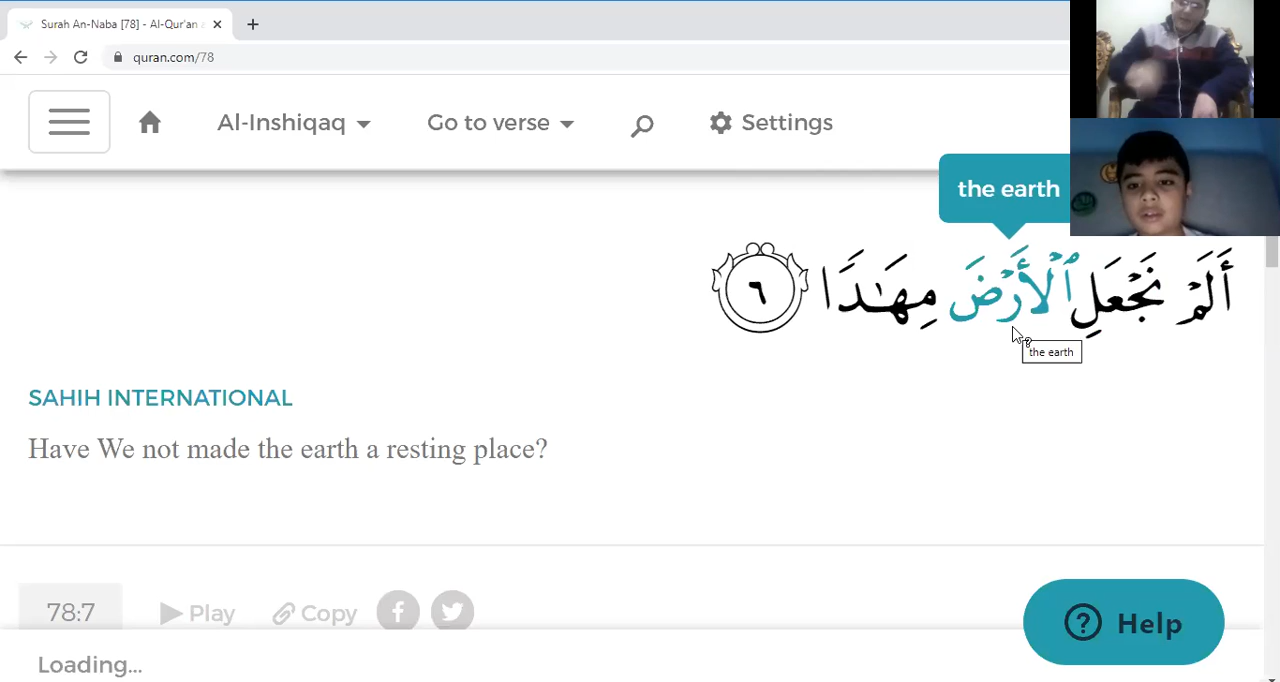 Surah An-Naba [78] - Al-Qur'an
quran.com/78
Al-Inshiqaq
Go to verse
Settings
the earth
أَلَمْ نَجْعَلِ ٱلْأَرْضَ مِهَـٰدًا ٦
the earth
SAHIH INTERNATIONAL
Have We not made the earth a resting place?
78:7 Play Copy
Help
Loading...